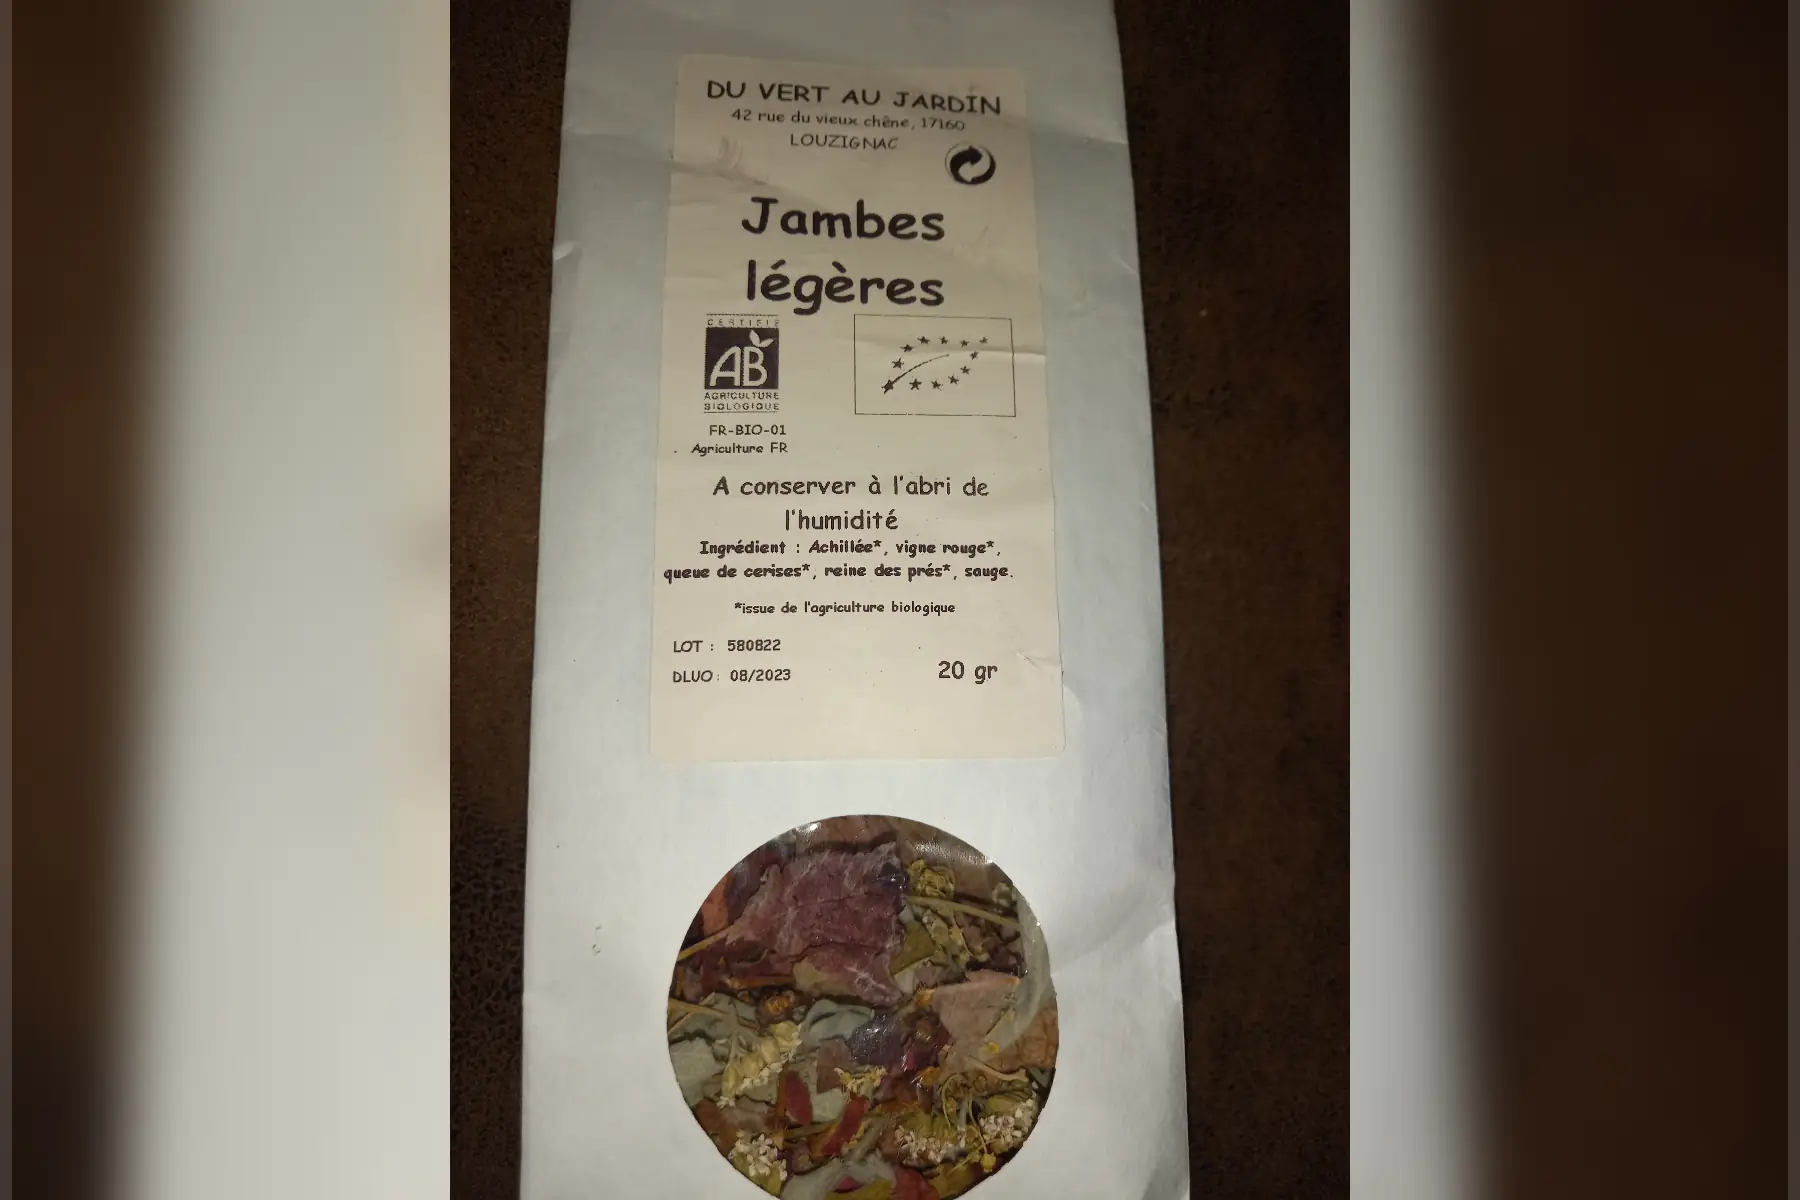 DU VERT AU JARDIN
42 rue du vieux chêne, 17160
LOUZIGNAC
Jambes
légères
CERTIFIÉ
AB
AGRICULTURE
BIOLOGIQUE
FR-BIO-01
Agriculture FR
A conserver à l'abri de
l'humidité
Ingrédient : Achillée*, vigne rouge*,
queue de cerises*, reine des prés*, sauge.
*issue de l'agriculture biologique
LOT : 580822
DLUO : 08/2023
20 gr